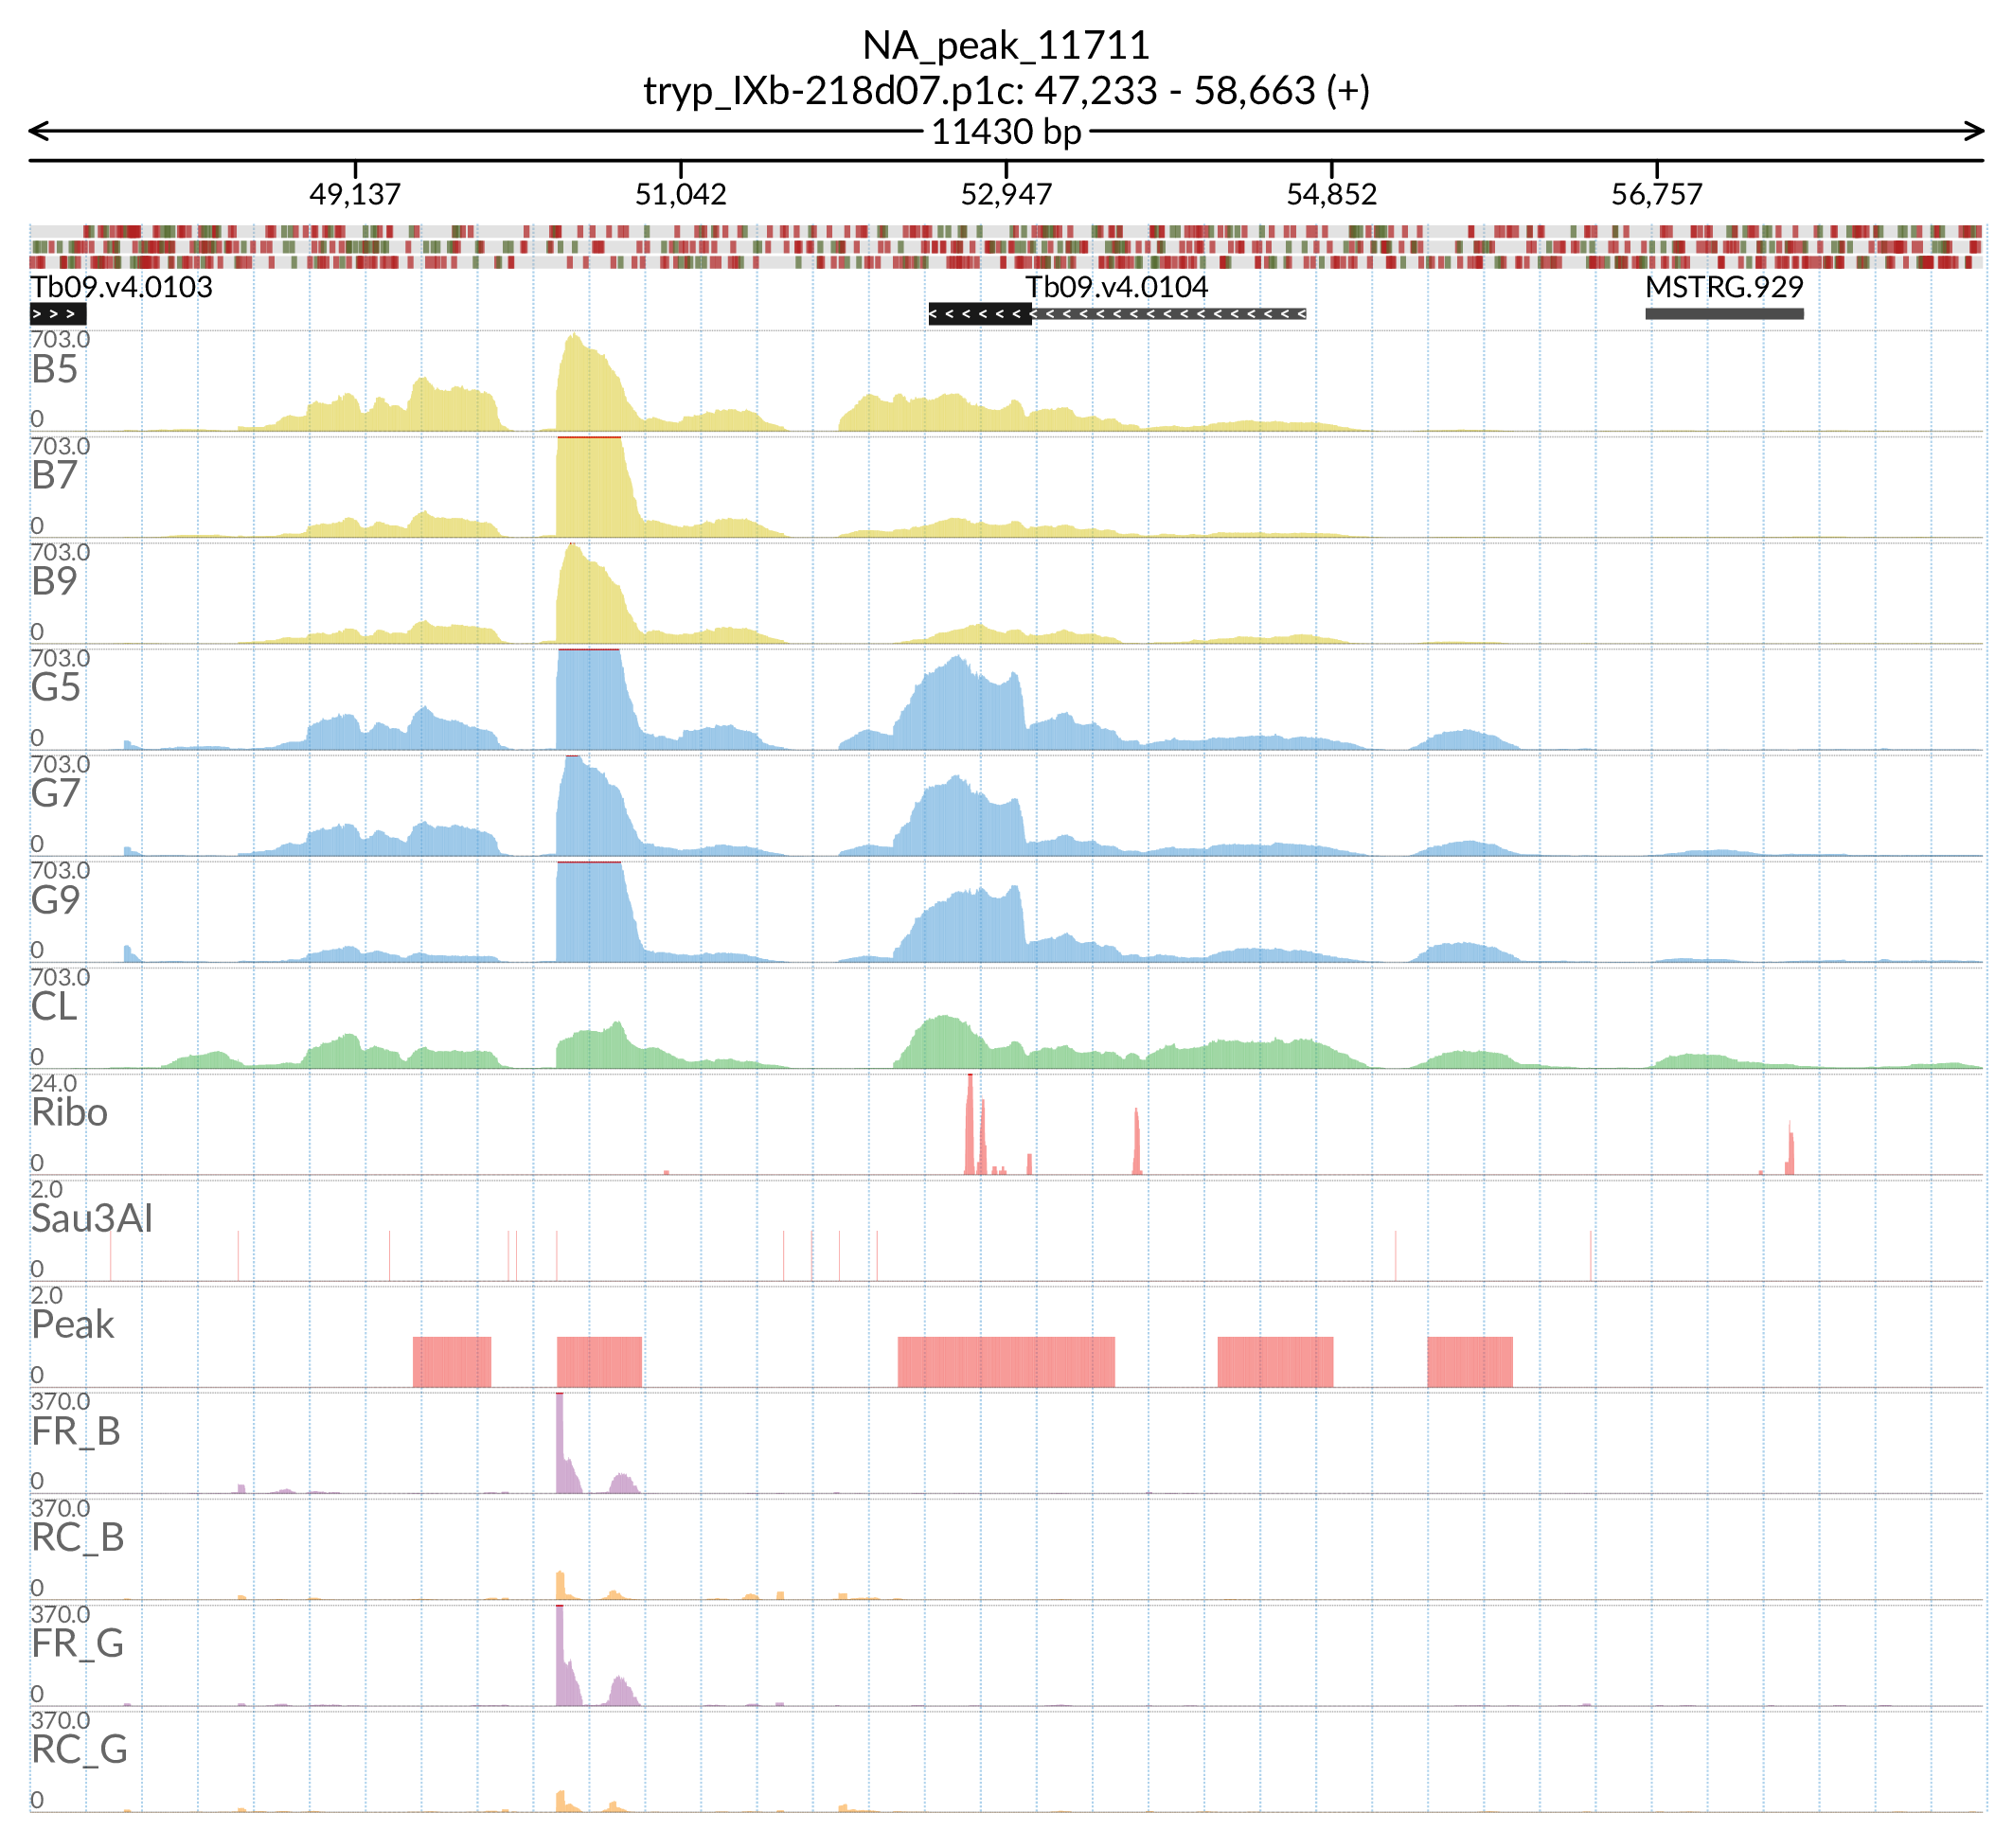 NA_peak_11711
tryp_IXb-218d07.p1c: 47,233 - 58,663 (+)
11430 bp
49,137 51,042 52,947 54,852 56,757
Tb09.v4.0103 Tb09.v4.0104 MSTRG.929
703.0
B5
0
703.0
B7
0
703.0
B9
0
703.0
G5
0
703.0
G7
0
703.0
G9
0
703.0
CL
0
24.0
Ribo
0
2.0
Sau3AI
0
2.0
Peak
0
370.0
FR_B
0
370.0
RC_B
0
370.0
FR_G
0
370.0
RC_G
0